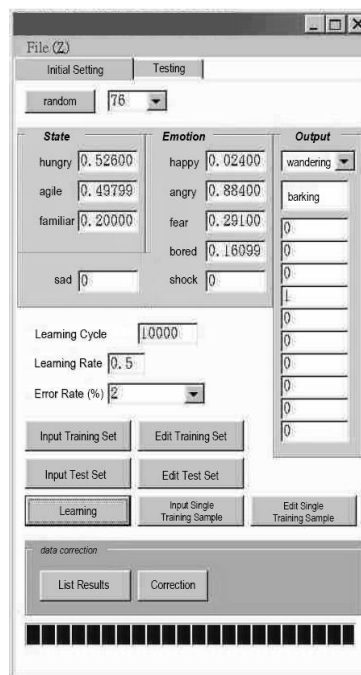 File (Z)
Initial Setting Testing
random 76
State Emotion Output
hungry 0.52600 happy 0.02400 wandering
agile 0.49799 angry 0.88400 barking
familiar 0.20000 fear 0.29100 0
bored 0.16099 0
sad 0 shock 0 0
1
Learning Cycle 10000 0
Learning Rate 0.5 0
0
Error Rate (%) 2 0
0
Input Training Set Edit Training Set 0
Input Test Set Edit Test Set
Learning Input Single Training Sample Edit Single Training Sample
data correction
List Results Correction